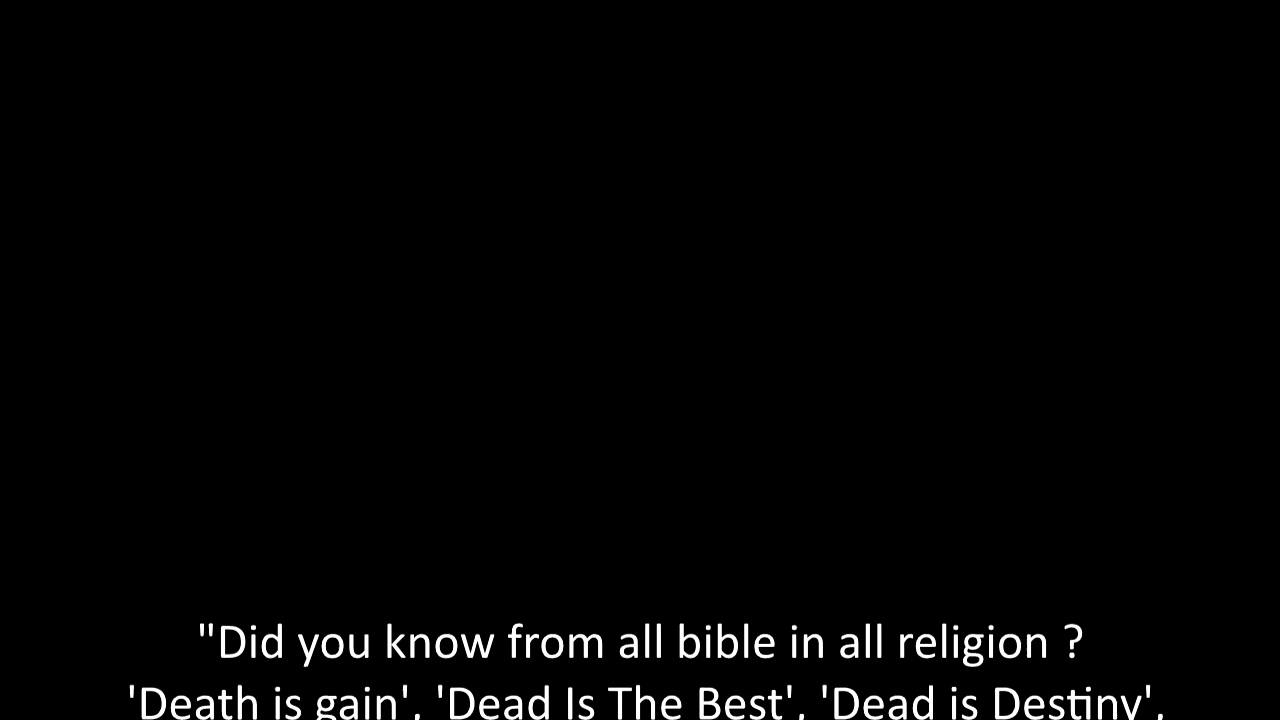 "Did you know from all bible in all religion ?
'Death is gain', 'Dead Is The Best', 'Dead is Destiny',